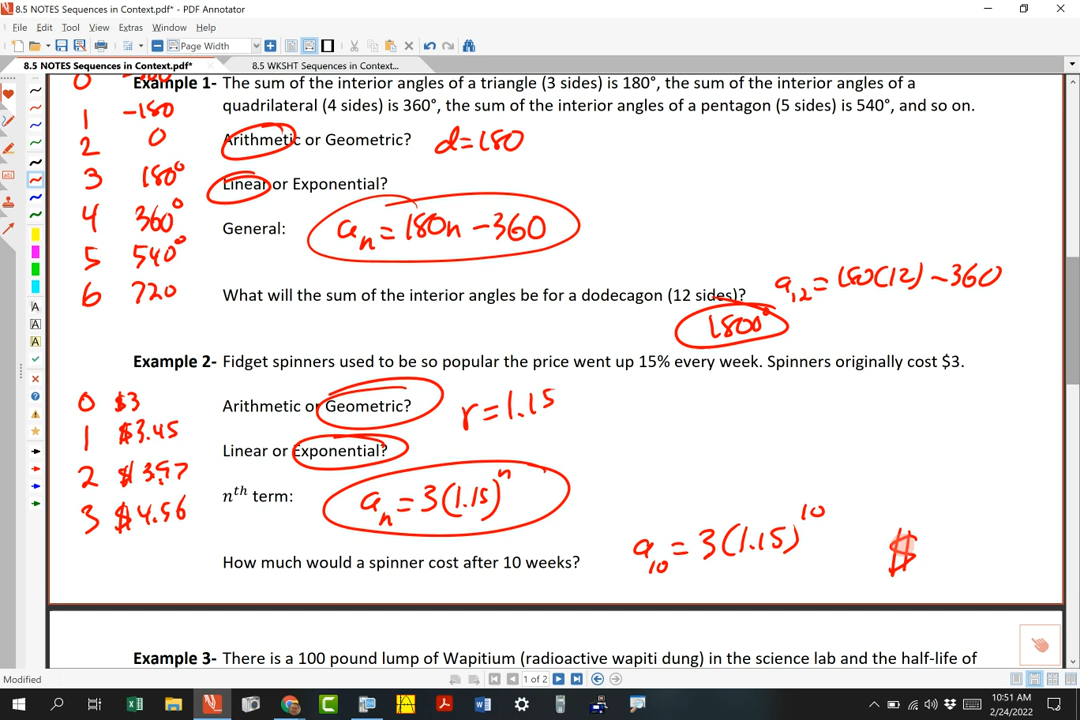 8.5 NOTES Sequences in Context.pdf* - PDF Annotator
File Edit Tool View Extras Window Help
Page Width
8.5 NOTES Sequences in Context.pdf* 8.5 WKSHT Sequences in Context...
0
Example 1- The sum of the interior angles of a triangle (3 sides) is 180°, the sum of the interior angles of a
1 -180
quadrilateral (4 sides) is 360°, the sum of the interior angles of a pentagon (5 sides) is 540°, and so on.
2 0
Arithmetic or Geometric? d=180
3 180°
Linear or Exponential?
4 360°
General: aₙ = 180n - 360
5 540°
6 720
What will the sum of the interior angles be for a dodecagon (12 sides)? a₁₂ = 180(12) - 360
1800°
Example 2- Fidget spinners used to be so popular the price went up 15% every week. Spinners originally cost $3.
0 $3
Arithmetic or Geometric? r = 1.15
1 $3.45
Linear or Exponential?
2 $3.97
nᵗʰ term: aₙ = 3(1.15)ⁿ
3 $4.56
How much would a spinner cost after 10 weeks? a₁₀ = 3(1.15)¹⁰ $
Example 3- There is a 100 pound lump of Wapitium (radioactive wapiti dung) in the science lab and the half-life of
Modified
1 of 2
10:51 AM
2/24/2022